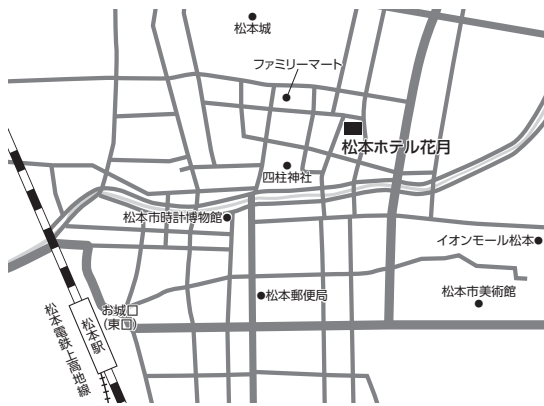 松本城
ファミリーマート
松本ホテル花月
四柱神社
松本市時計博物館
イオンモール松本
松本市美術館
松本郵便局
お城口
(東口)
松本駅
松本電鉄上高地線